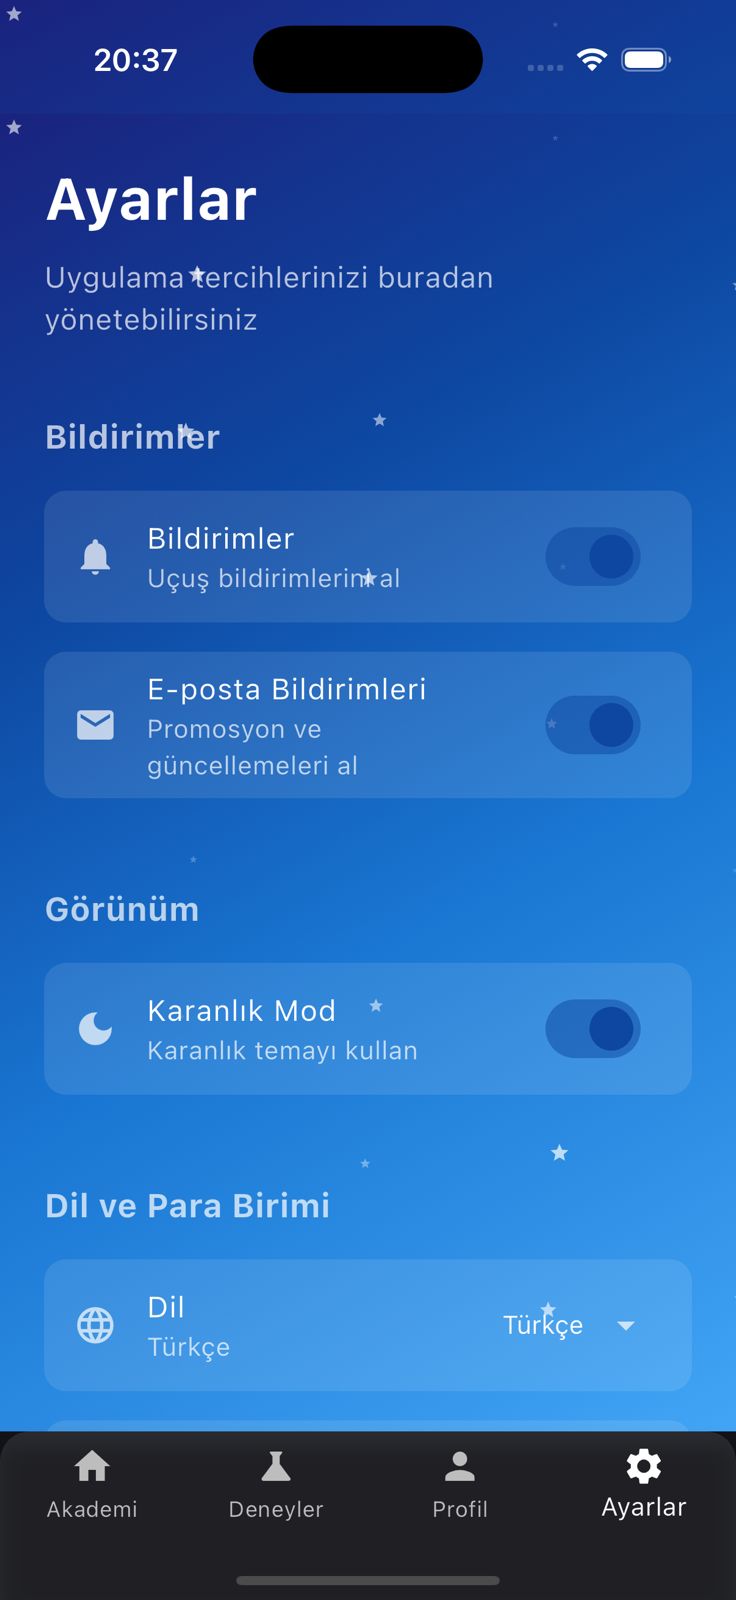 20:37
Ayarlar
Uygulama tercihlerinizi buradan
yönetebilirsiniz
Bildirimler
Bildirimler
Uçuş bildirimlerini al
E-posta Bildirimleri
Promosyon ve
güncellemeleri al
Görünüm
Karanlık Mod
Karanlık temayı kullan
Dil ve Para Birimi
Dil
Türkçe
Türkçe
Akademi
Deneyler
Profil
Ayarlar